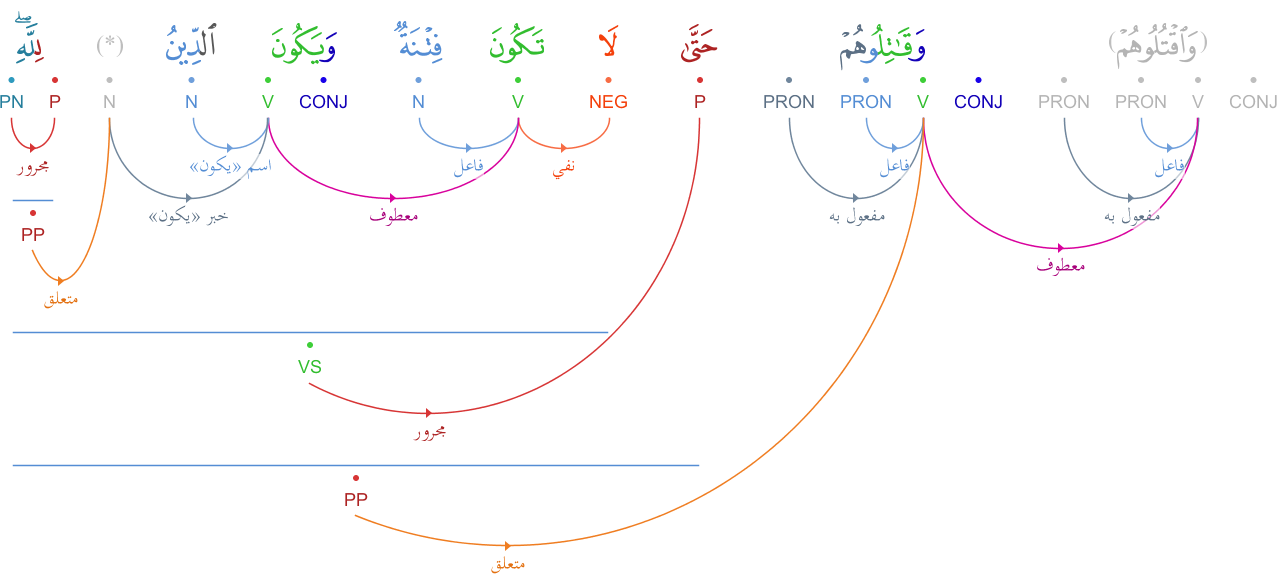 (وَٱقْتُلُوهُمْ) وَقَٰتِلُوهُمْ حَتَّىٰ لَا تَكُونَ فِتْنَةٌ وَيَكُونَ ٱلدِّينُ (*) لِلَّهِ ۖ
CONJ V PRON PRON CONJ V PRON PRON P NEG V N CONJ V N N P PN
فاعل فاعل نفي فاعل اسم «يكون» مجرور
مفعول به مفعول به معطوف خبر «يكون»
PP
معطوف
متعلق
VS
مجرور
PP
متعلق